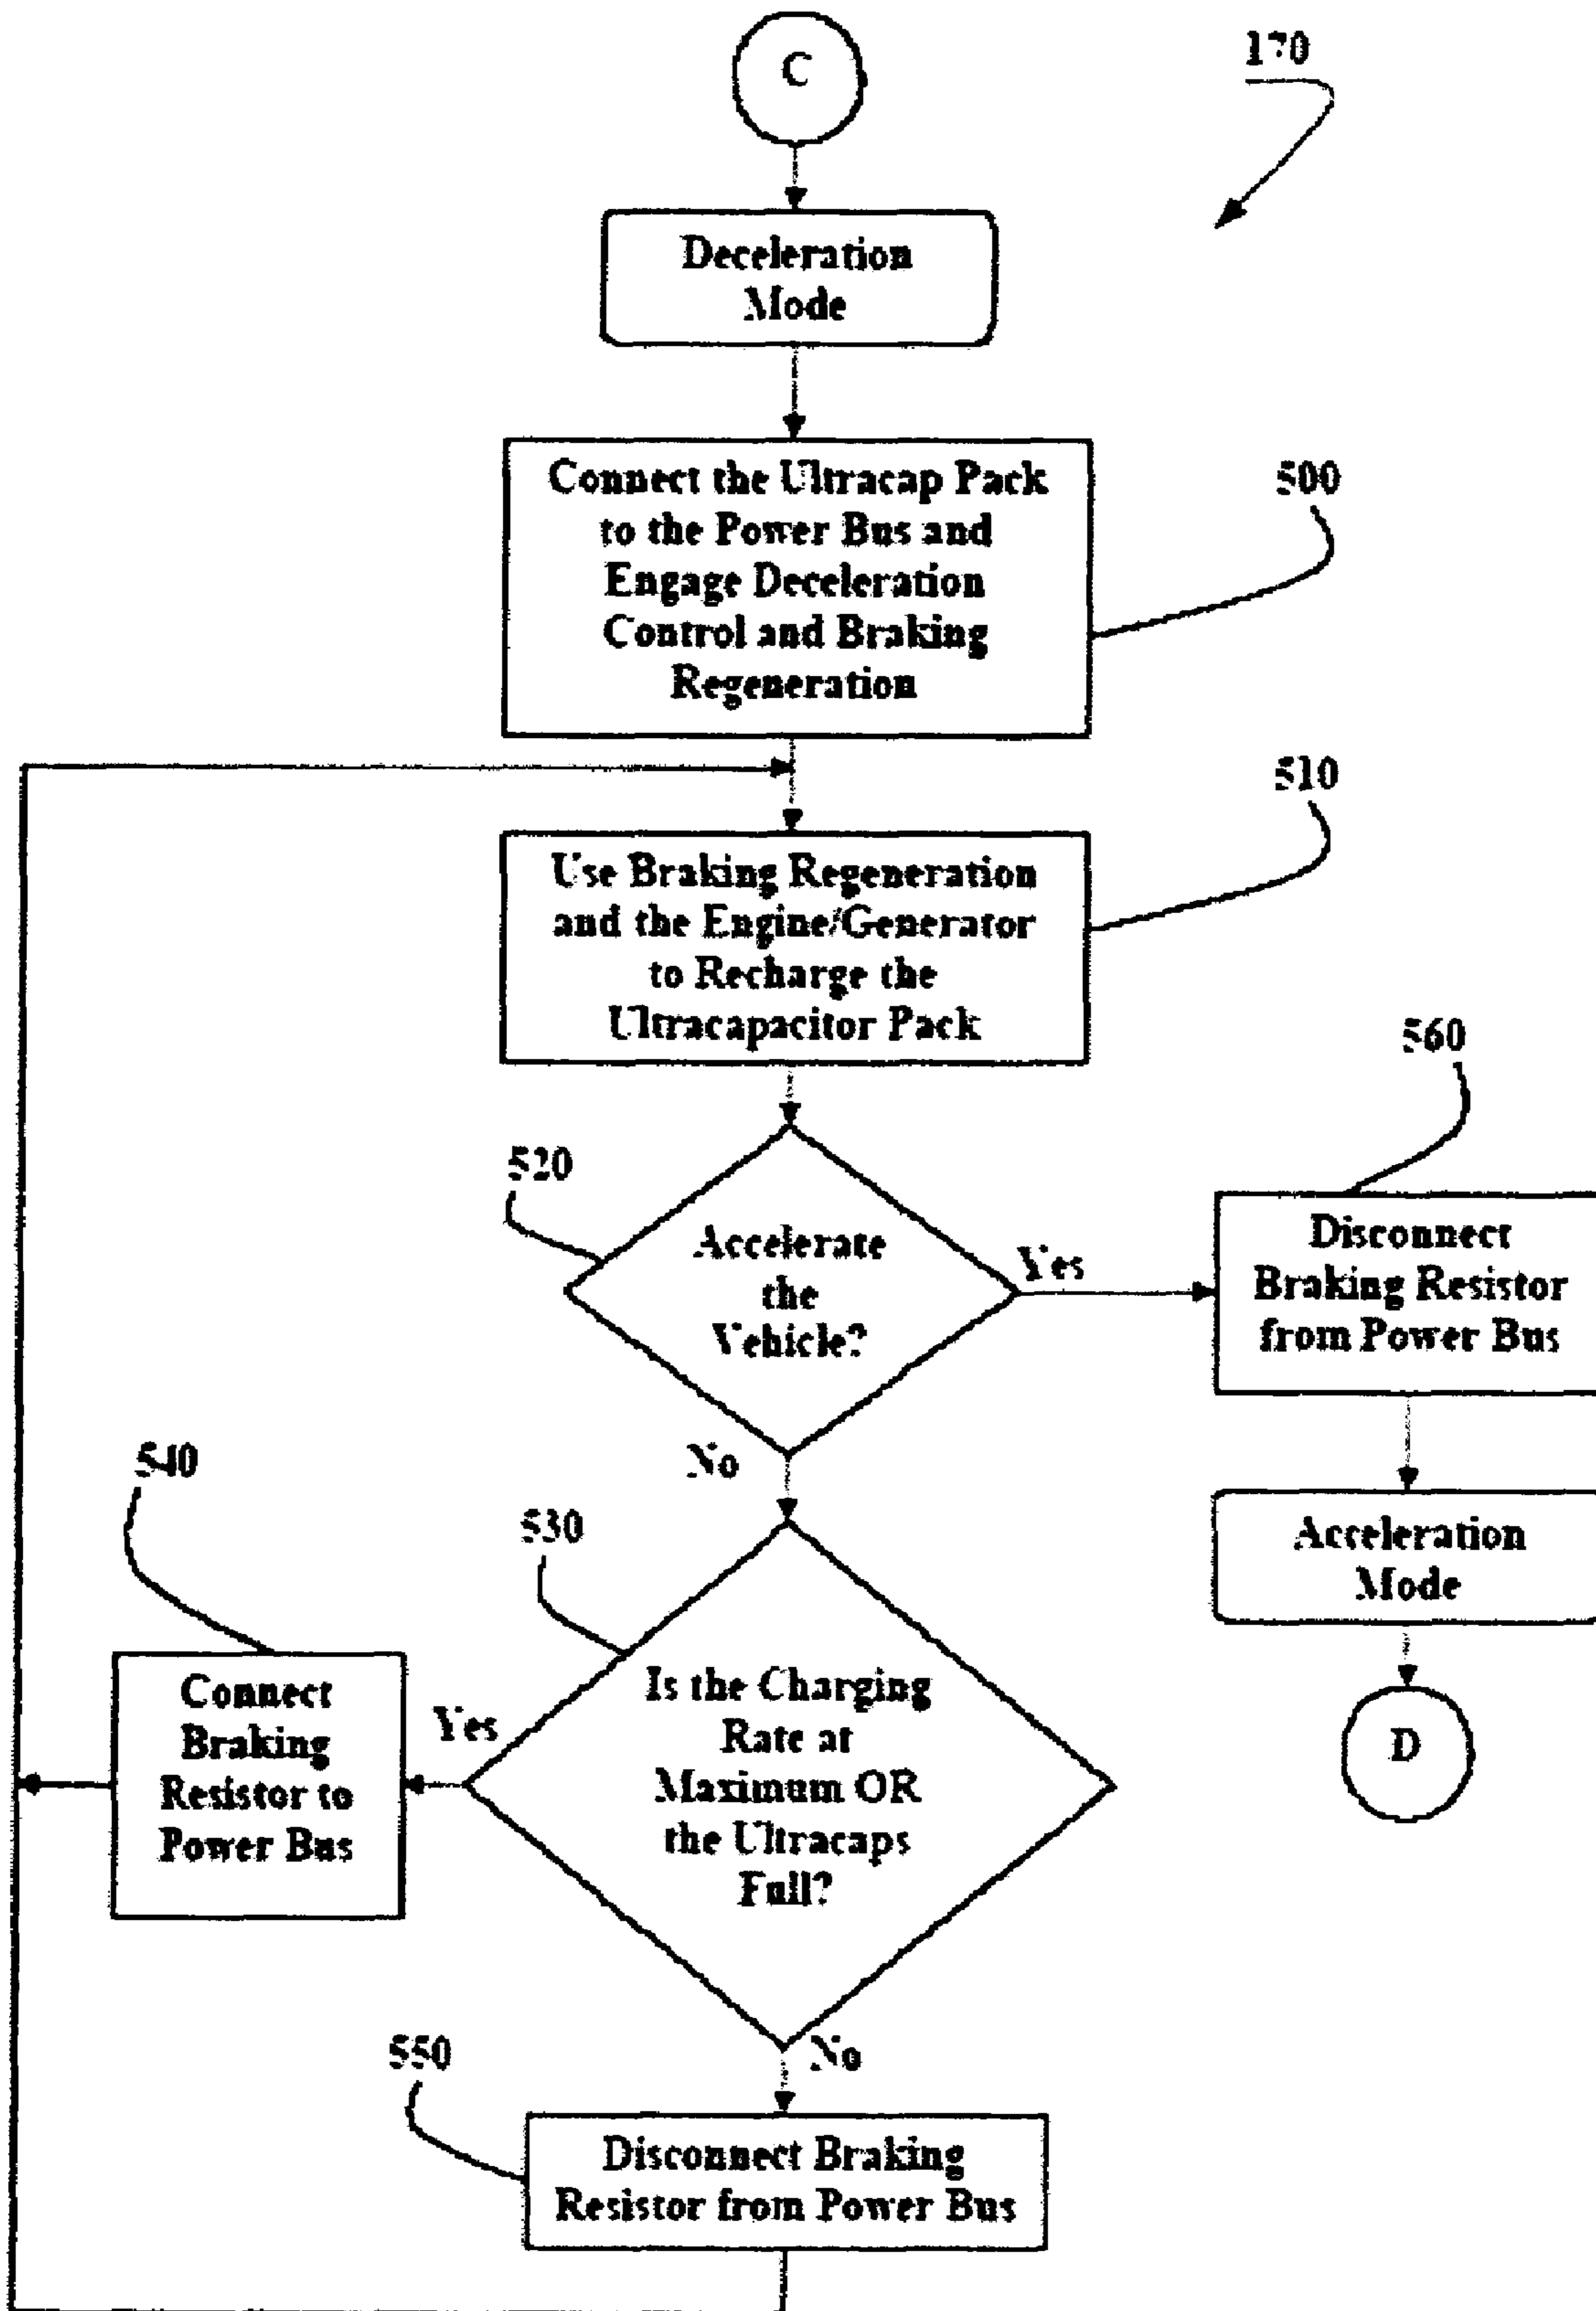 C
170
Deceleration
Mode
Connect the Ultracap Pack
to the Power Bus and
Engage Deceleration
Control and Braking
Regeneration
500
510
Use Braking Regeneration
and the Engine/Generator
to Recharge the
Ultracapacitor Pack
560
520
Accelerate
the
Vehicle?
Yes
Disconnect
Braking Resistor
from Power Bus
No
540
530
Acceleration
Mode
Connect
Braking
Resistor to
Power Bus
Yes
Is the Charging
Rate at
Maximum OR
the Ultracaps
Full?
D
550
No
Disconnect Braking
Resistor from Power Bus